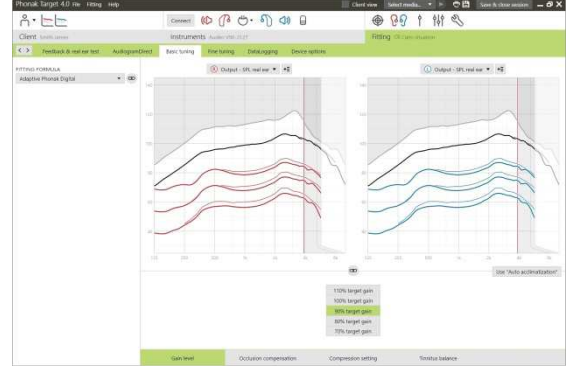 Phonak Target 4.0 File Fitting Help
Client view Select media... Save & close session
Connect
Client
Instruments
Fitting
Feedback & real ear test AudiogramDirect Basic tuning Fine tuning DataLogging Device options
FITTING FORMULA
Adaptive Phonak Digital
R Output - SPL real ear
L Output - SPL real ear
Use "Auto acclimatization"
110% target gain
100% target gain
90% target gain
80% target gain
70% target gain
Gain level Occlusion compensation Compression setting Tinnitus balance